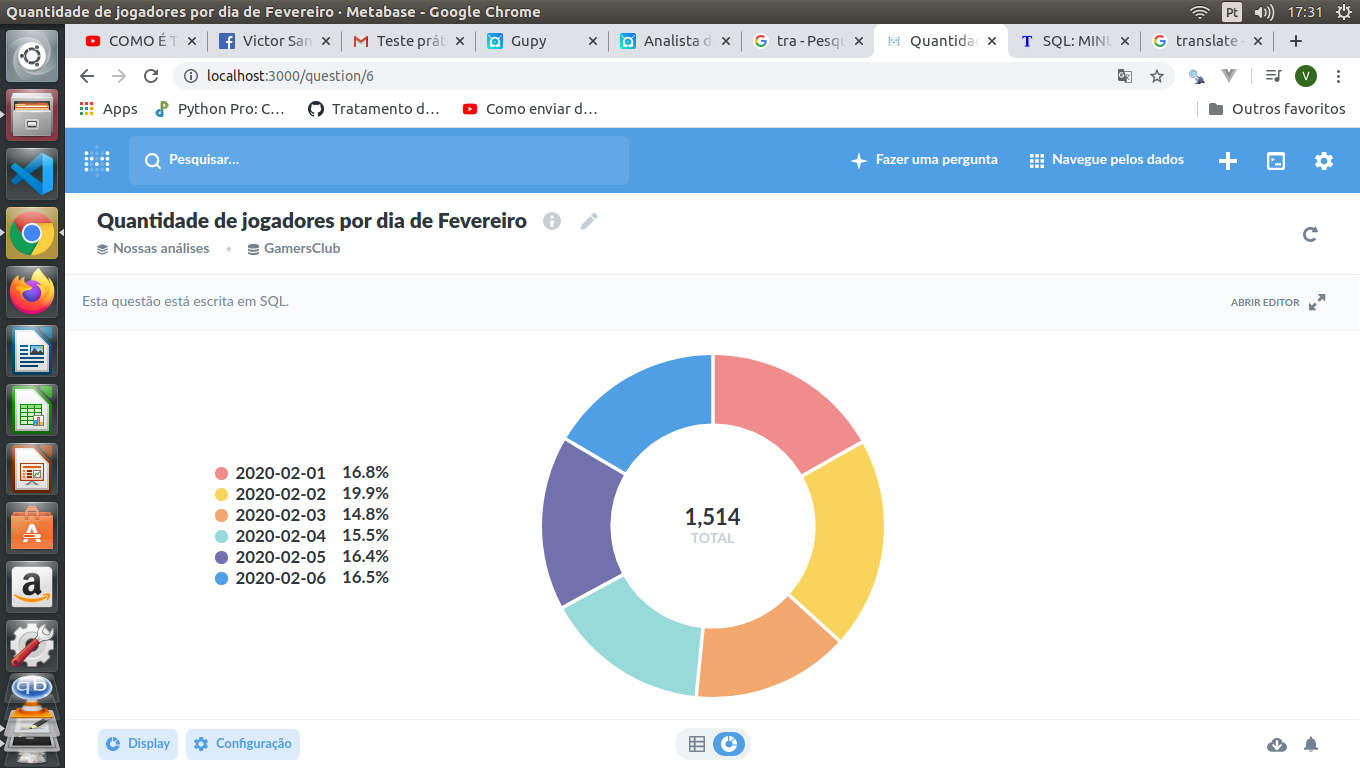 Quantidade de jogadores por dia de Fevereiro · Metabase - Google Chrome
Pt
17:31
COMO É T
Victor San
Teste prát
Gupy
Analista d
tra - Pesqu
Quantidad
SQL: MINU
translate -
localhost:3000/question/6
V
Apps
Python Pro: C...
Tratamento d...
Como enviar d...
Outros favoritos
Pesquisar...
Fazer uma pergunta
Navegue pelos dados
Quantidade de jogadores por dia de Fevereiro
Nossas análises • GamersClub
Esta questão está escrita em SQL.
ABRIR EDITOR
2020-02-01 16.8%
2020-02-02 19.9%
2020-02-03 14.8%
2020-02-04 15.5%
2020-02-05 16.4%
2020-02-06 16.5%
1,514
TOTAL
Display
Configuração